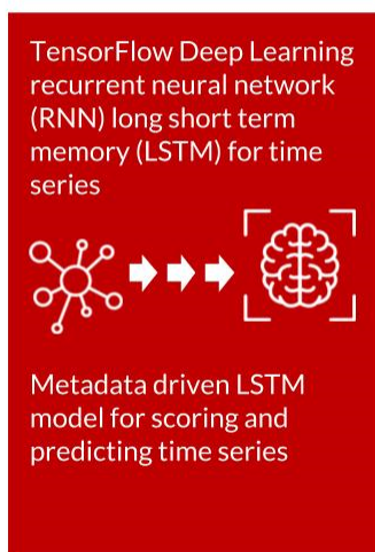 TensorFlow Deep Learning
recurrent neural network
(RNN) long short term
memory (LSTM) for time
series
Metadata driven LSTM
model for scoring and
predicting time series